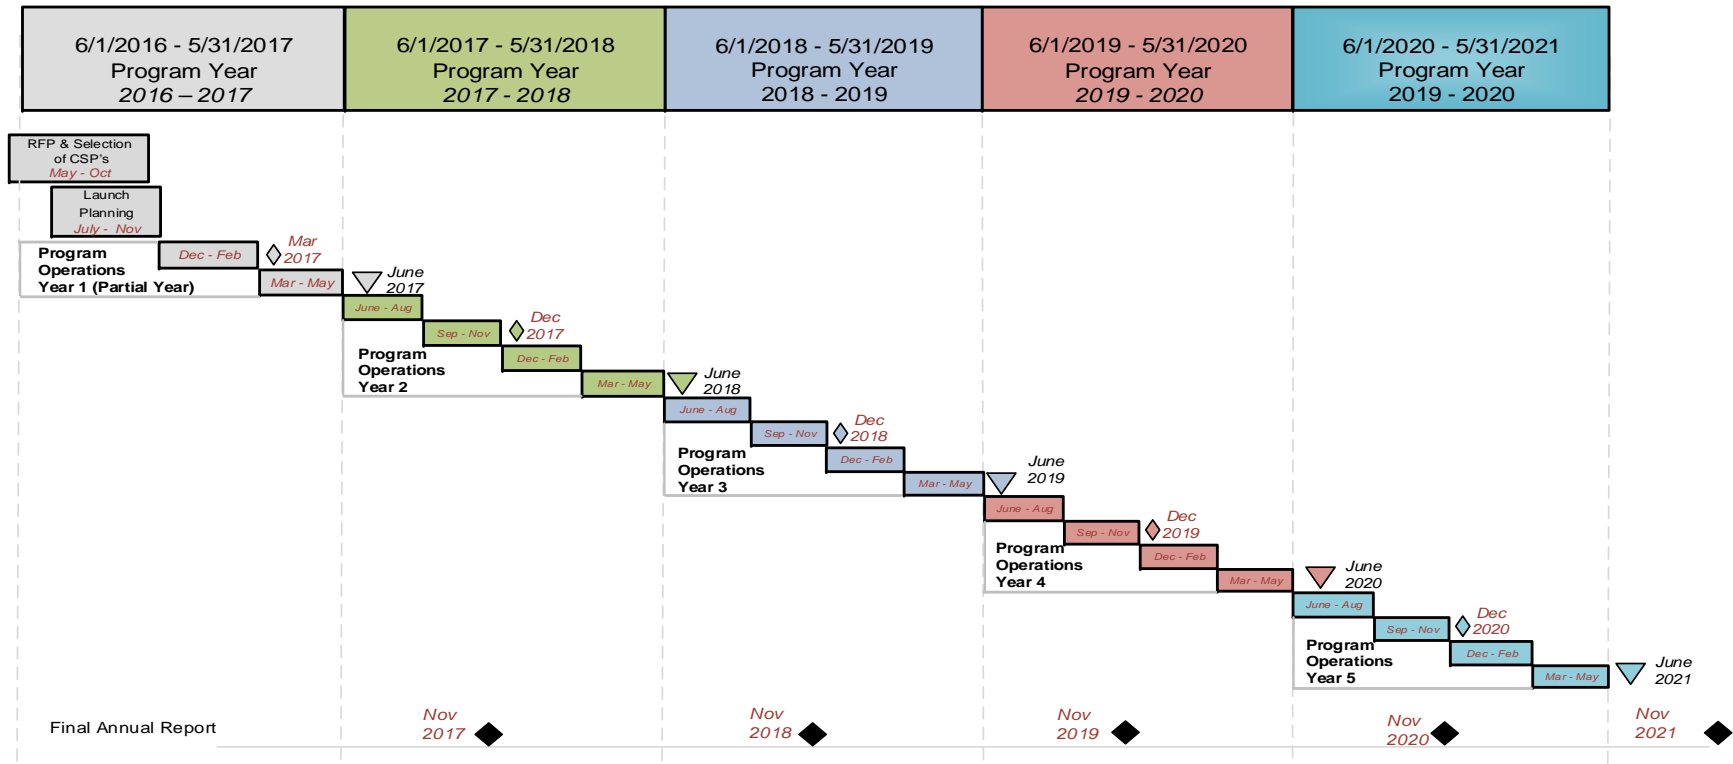 6/1/2016 - 5/31/2017
Program Year
2016 – 2017
6/1/2017 - 5/31/2018
Program Year
2017 - 2018
6/1/2018 - 5/31/2019
Program Year
2018 - 2019
6/1/2019 - 5/31/2020
Program Year
2019 - 2020
6/1/2020 - 5/31/2021
Program Year
2019 - 2020
RFP & Selection
of CSP's
May - Oct
Launch
Planning
July - Nov
Program
Operations
Year 1 (Partial Year)
Dec - Feb
Mar
2017
Mar - May
June
2017
June - Aug
Sep - Nov
Dec
2017
Program
Operations
Year 2
Dec - Feb
Mar - May
June
2018
June - Aug
Sep - Nov
Dec
2018
Program
Operations
Year 3
Dec - Feb
Mar - May
June
2019
June - Aug
Sep - Nov
Dec
2019
Program
Operations
Year 4
Dec - Feb
Mar - May
June
2020
June - Aug
Sep - Nov
Dec
2020
Program
Operations
Year 5
Dec - Feb
Mar - May
June
2021
Final Annual Report
Nov
2017
Nov
2018
Nov
2019
Nov
2020
Nov
2021